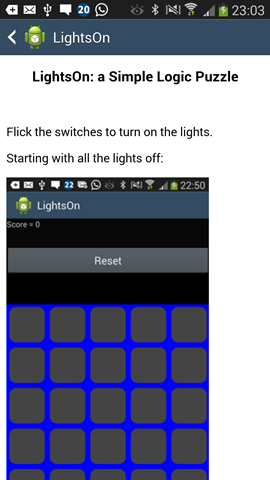 20 23:03
LightsOn
LightsOn: a Simple Logic Puzzle
Flick the switches to turn on the lights.
Starting with all the lights off:
22 22:50
LightsOn
Score = 0
Reset